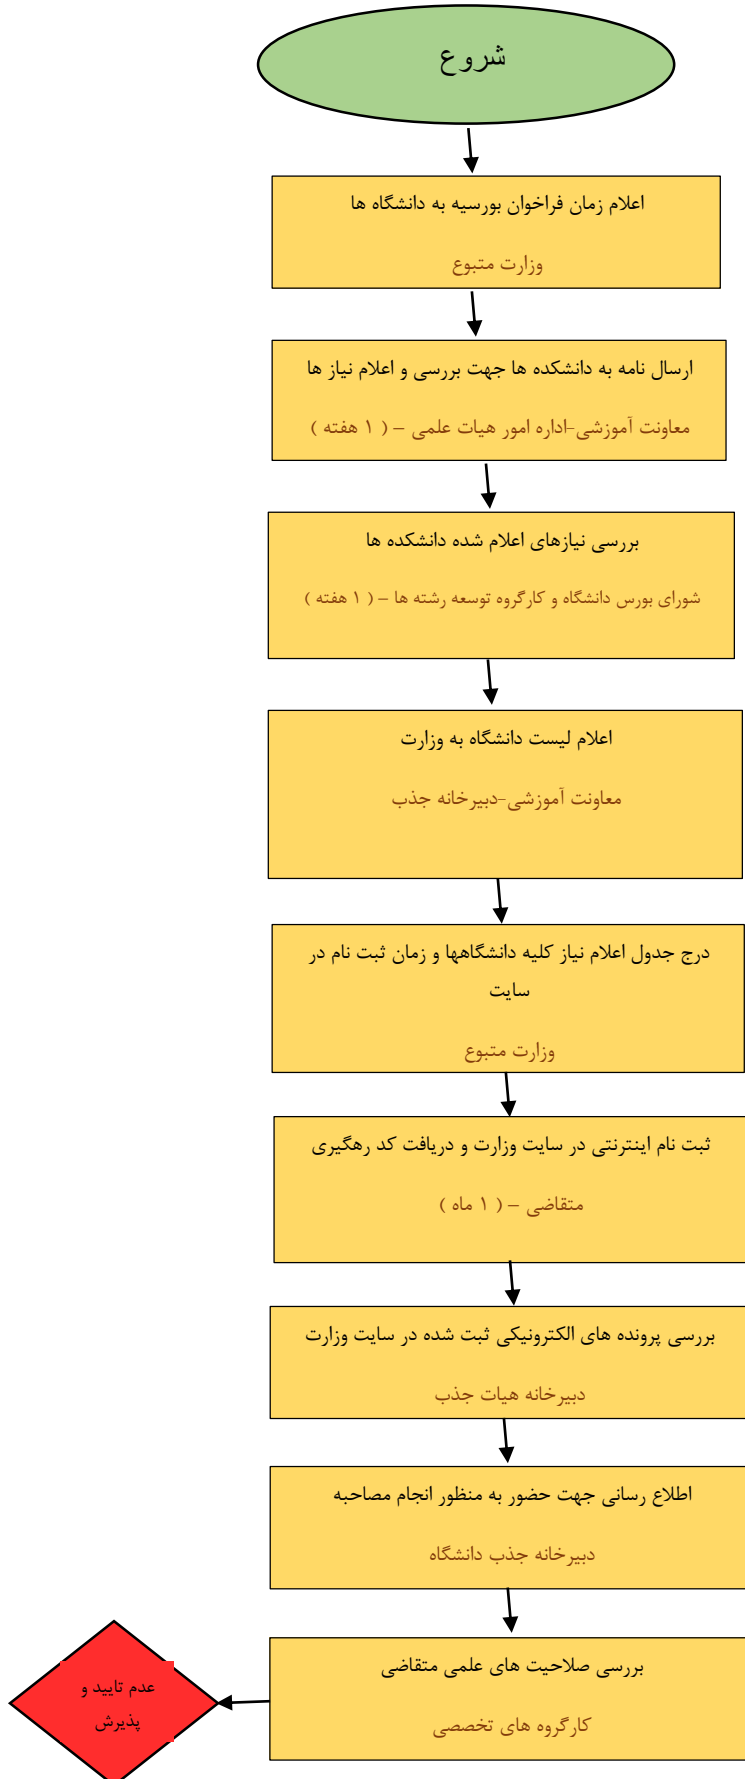 شروع
اعلام زمان فراخوان بورسیه به دانشگاه ها
وزارت متبوع
ارسال نامه به دانشکده ها جهت بررسی و اعلام نیاز ها
معاونت آموزشی-اداره امور هیات علمی – ( ۱ هفته )
بررسی نیازهای اعلام شده دانشکده ها
شورای بورس دانشگاه و کارگروه توسعه رشته ها – ( ۱ هفته )
اعلام لیست دانشگاه به وزارت
معاونت آموزشی-دبیرخانه جذب
درج جدول اعلام نیاز کلیه دانشگاهها و زمان ثبت نام در
سایت
وزارت متبوع
ثبت نام اینترنتی در سایت وزارت و دریافت کد رهگیری
متقاضی – ( ۱ ماه )
بررسی پرونده های الکترونیکی ثبت شده در سایت وزارت
دبیرخانه هیات جذب
اطلاع رسانی جهت حضور به منظور انجام مصاحبه
دبیرخانه جذب دانشگاه
بررسی صلاحیت های علمی متقاضی
کارگروه های تخصصی
عدم تایید و
پذیرش